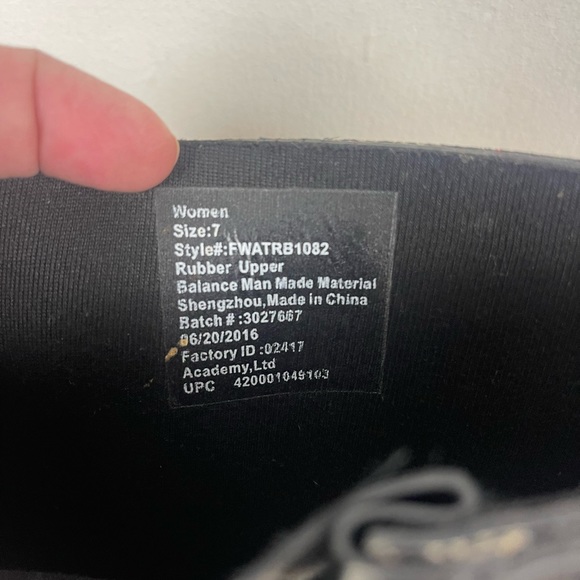 Women
Size:7
Style#:FWATRB1082
Rubber Upper
Balance Man Made Material
Shengzhou,Made in China
Batch # :3027667
06/20/2016
Factory ID :02417
Academy,Ltd
UPC 420001049103